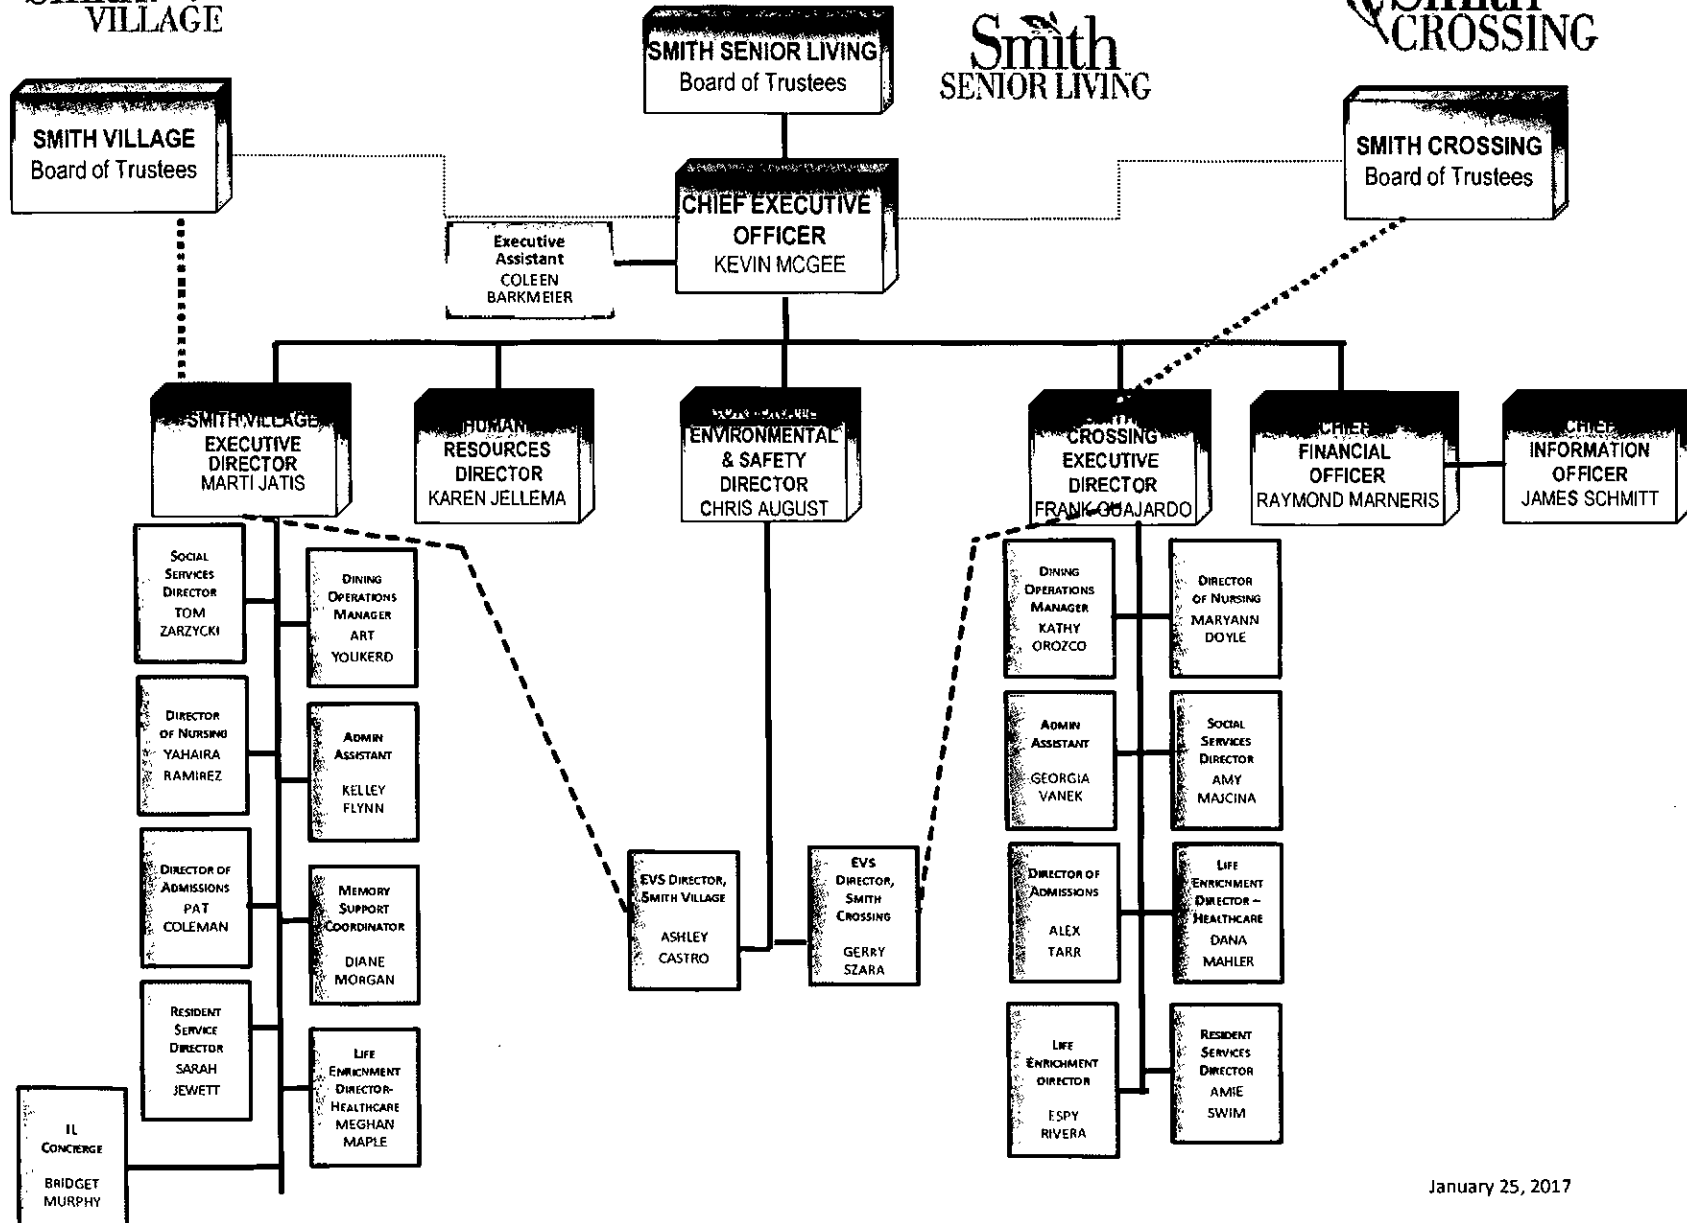 VILLAGE
SMITH SENIOR LIVING
Board of Trustees
Smith
SENIOR LIVING
Smith
CROSSING
SMITH VILLAGE
Board of Trustees
SMITH CROSSING
Board of Trustees
CHIEF EXECUTIVE
OFFICER
KEVIN MCGEE
Executive
Assistant
COLEEN
BARKMEIER
SMITH VILLAGE
EXECUTIVE
DIRECTOR
MARTI JATIS
HUMAN
RESOURCES
DIRECTOR
KAREN JELLEMA
ENVIRONMENTAL
& SAFETY
DIRECTOR
CHRIS AUGUST
CROSSING
EXECUTIVE
DIRECTOR
FRANK GUAJARDO
CHIEF
FINANCIAL
OFFICER
RAYMOND MARNERIS
CHIEF
INFORMATION
OFFICER
JAMES SCHMITT
SOCIAL
SERVICES
DIRECTOR
TOM
ZARZYCKI
DINING
OPERATIONS
MANAGER
ART
YOUKERD
DIRECTOR
OF NURSING
YAHAIRA
RAMIREZ
ADMIN
ASSISTANT
KELLEY
FLYNN
DIRECTOR OF
ADMISSIONS
PAT
COLEMAN
MEMORY
SUPPORT
COORDINATOR
DIANE
MORGAN
RESIDENT
SERVICE
DIRECTOR
SARAH
JEWETT
LIFE
ENRICNMENT
DIRECTOR-
HEALTHCARE
MEGHAN
MAPLE
IL
CONCIERGE
BRIDGET
MURPHY
EVS DIRECTOR,
SMITH VILLAGE
ASHLEY
CASTRO
EVS
DIRECTOR,
SMITH
CROSSING
GERRY
SZARA
DINING
OPERATIONS
MANAGER
KATHY
OROZCO
DIRECTOR
OF NURSING
MARYANN
DOYLE
ADMIN
ASSISTANT
GEORGIA
VANEK
SOCIAL
SERVICES
DIRECTOR
AMY
MAJCINA
DIRECTOR OF
ADMISSIONS
ALEX
TARR
LIFE
ENRICHMENT
DIRECTOR –
HEALTHCARE
DANA
MAHLER
LIFE
ENRICHMENT
DIRECTOR
ESPY
RIVERA
RESIDENT
SERVICES
DIRECTOR
AMIE
SWIM
January 25, 2017